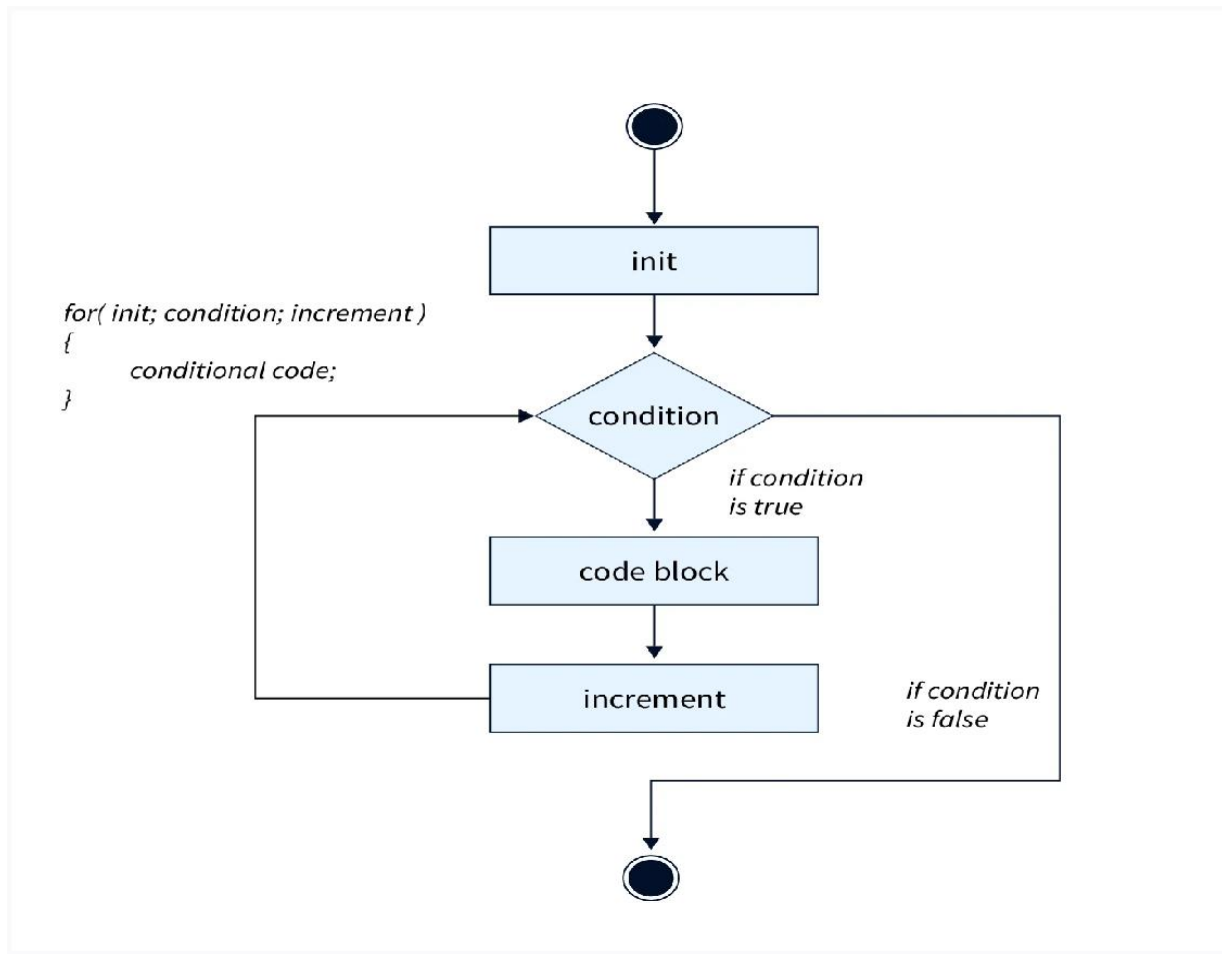 init
for( init; condition; increment )
{
conditional code;
}
condition
if condition
is true
code block
increment
if condition
is false